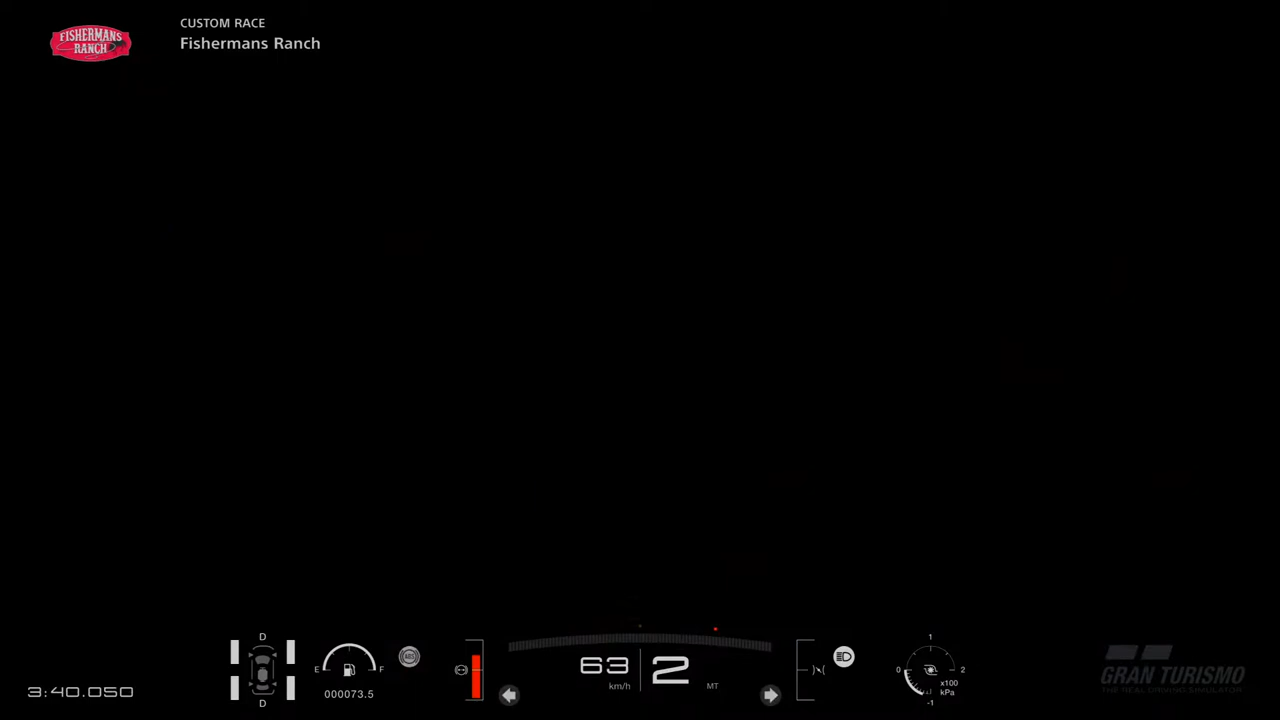 FISHERMANS
RANCH
CUSTOM RACE
Fishermans Ranch
3:40.050
D
D
E
F
000073.5
ABS
63
km/h
2
MT
1
0
2
x100
kPa
-1
GRAN TURISMO
THE REAL DRIVING SIMULATOR